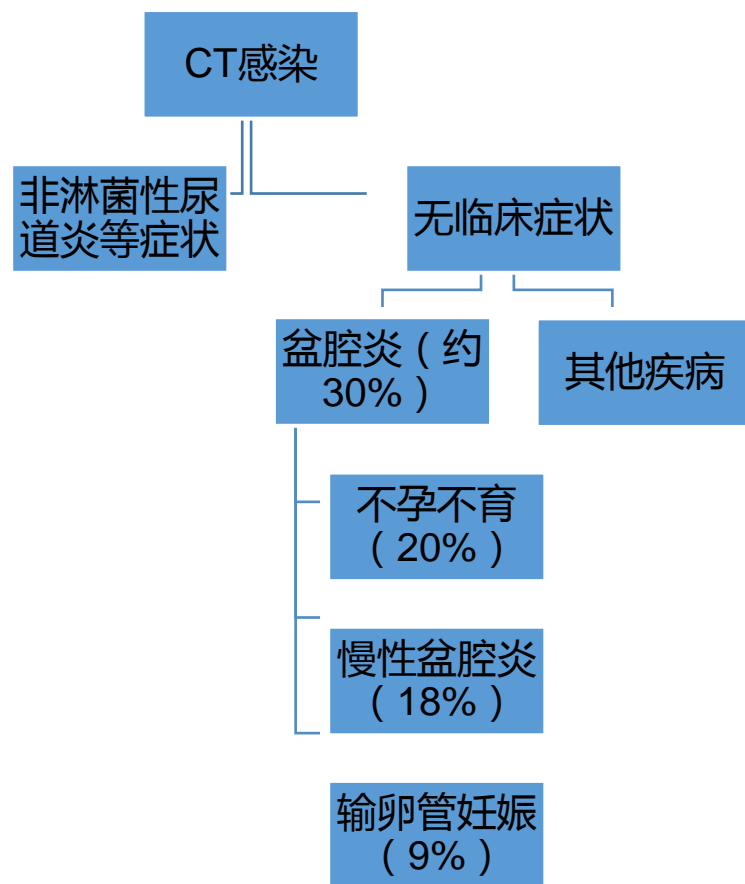 CT感染
非淋菌性尿
道炎等症状
无临床症状
盆腔炎（约
30%）
其他疾病
不孕不育
（20%）
慢性盆腔炎
（18%）
输卵管妊娠
（9%）